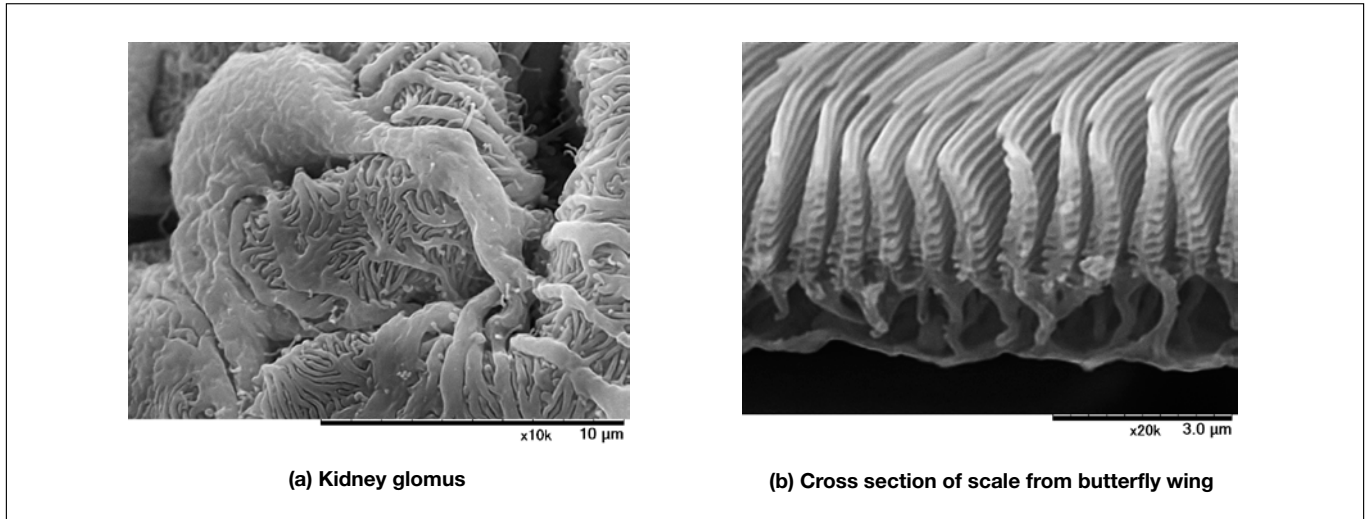 x10k 10 µm
x20k 3.0 µm
(a) Kidney glomus
(b) Cross section of scale from butterfly wing